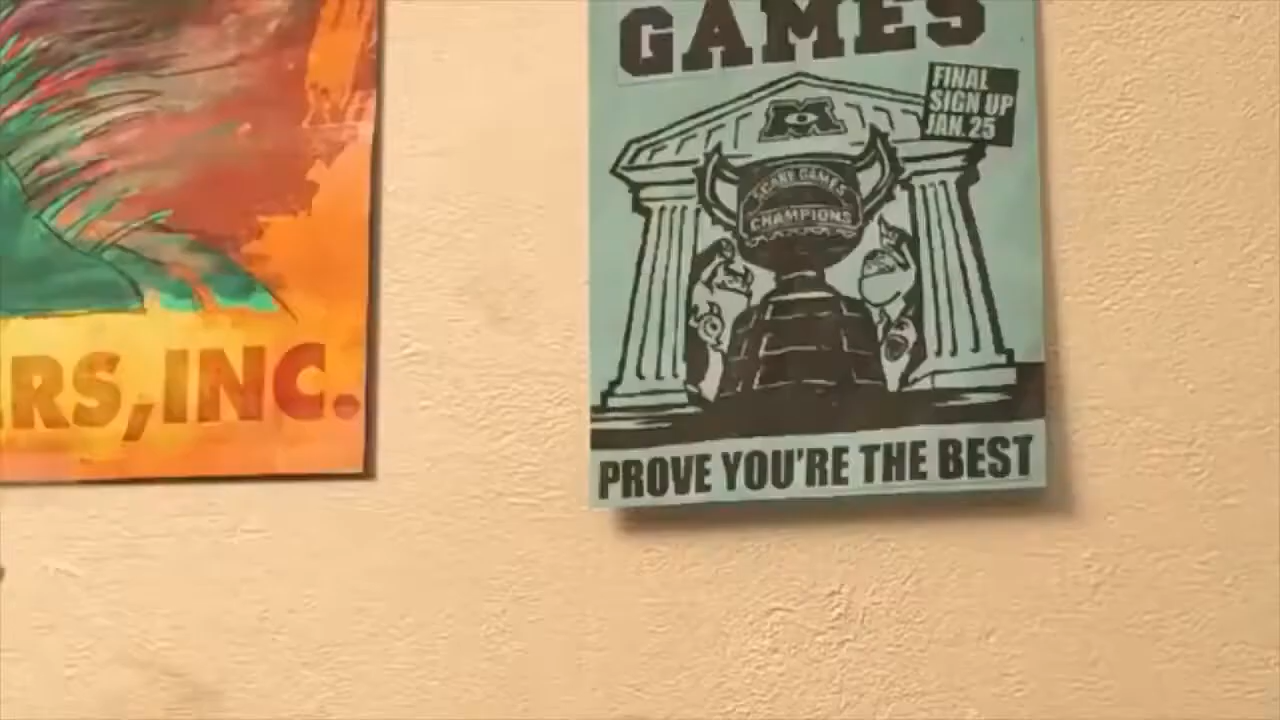 GAMES
FINAL
SIGN UP
JAN.25
M
SCARE GAMES
CHAMPIONS
RS,INC.
PROVE YOU'RE THE BEST